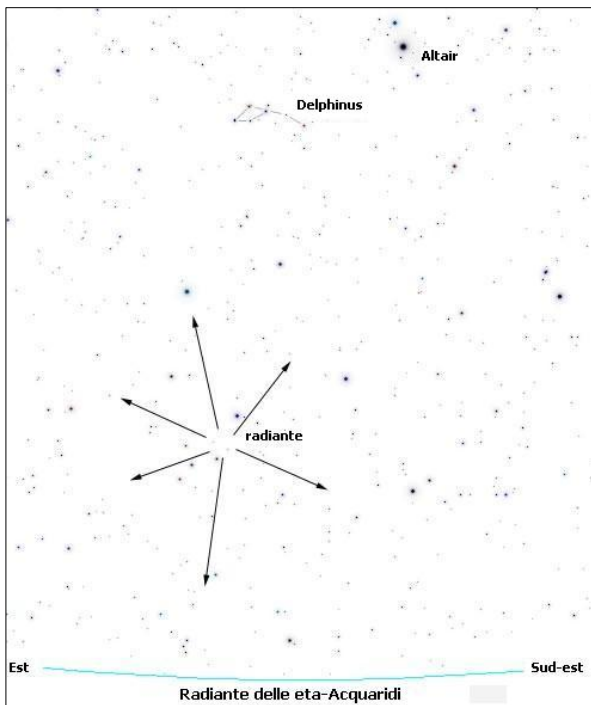 Altair
Delphinus
radiante
Est
Sud-est
Radiante delle eta-Acquaridi